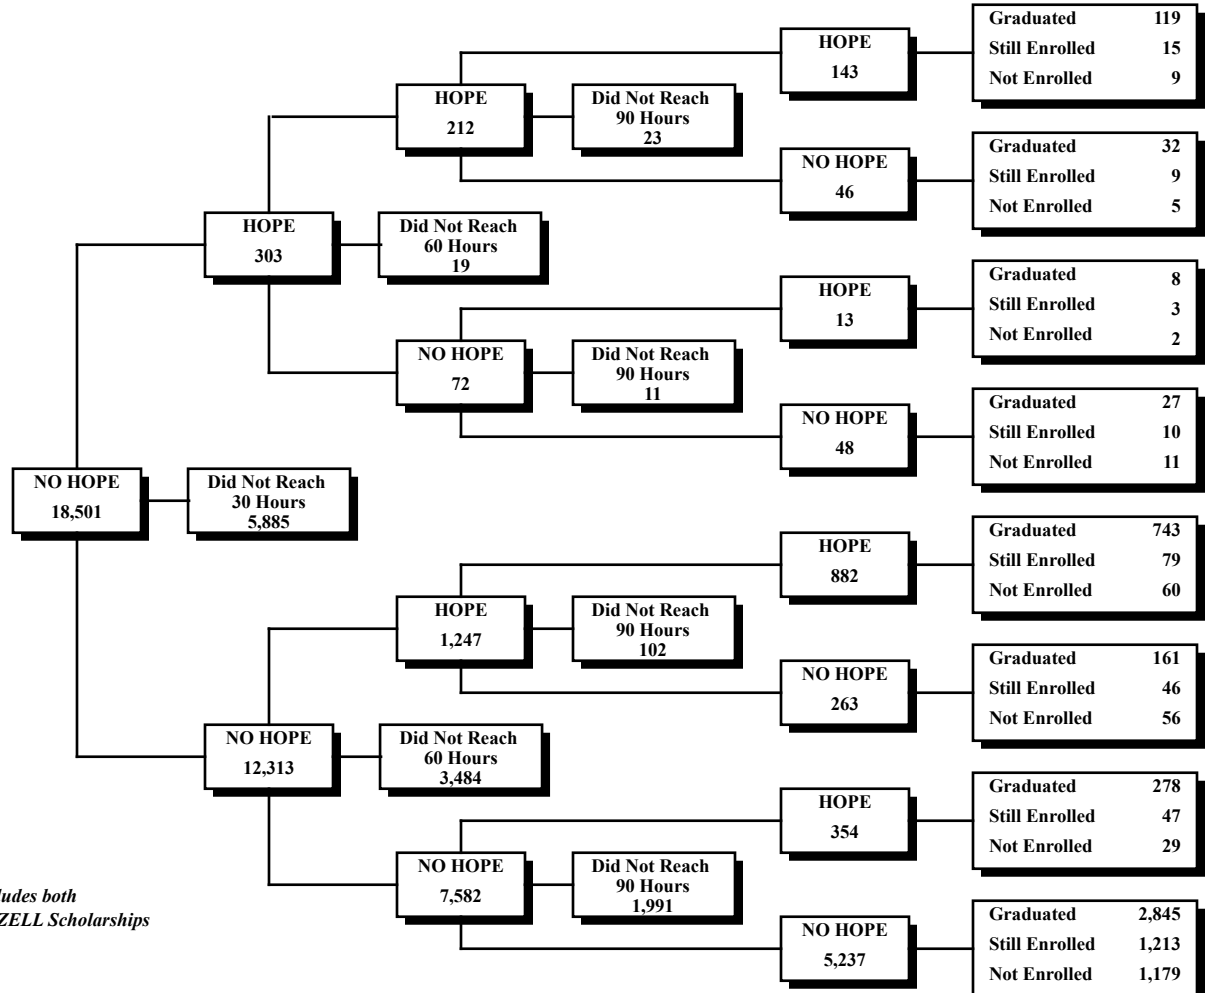 HOPE
143
Graduated 119
Still Enrolled 15
Not Enrolled 9
HOPE
212
Did Not Reach
90 Hours
23
NO HOPE
46
Graduated 32
Still Enrolled 9
Not Enrolled 5
HOPE
303
Did Not Reach
60 Hours
19
HOPE
13
Graduated 8
Still Enrolled 3
Not Enrolled 2
NO HOPE
72
Did Not Reach
90 Hours
11
NO HOPE
48
Graduated 27
Still Enrolled 10
Not Enrolled 11
NO HOPE
18,501
Did Not Reach
30 Hours
5,885
HOPE
882
Graduated 743
Still Enrolled 79
Not Enrolled 60
HOPE
1,247
Did Not Reach
90 Hours
102
NO HOPE
263
Graduated 161
Still Enrolled 46
Not Enrolled 56
NO HOPE
12,313
Did Not Reach
60 Hours
3,484
HOPE
354
Graduated 278
Still Enrolled 47
Not Enrolled 29
NO HOPE
7,582
Did Not Reach
90 Hours
1,991
NO HOPE
5,237
Graduated 2,845
Still Enrolled 1,213
Not Enrolled 1,179
both
ZELL Scholarships